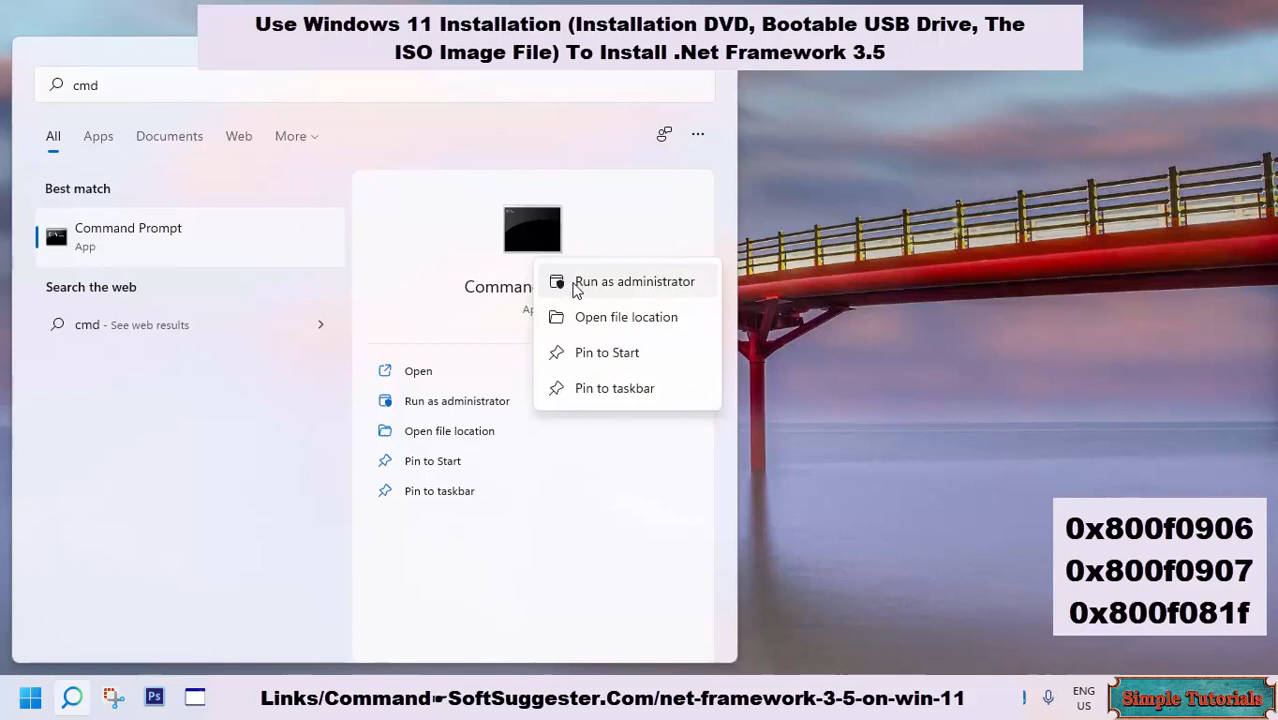 Use Windows 11 Installation (Installation DVD, Bootable USB Drive, The
ISO Image File) To Install .Net Framework 3.5
cmd
All Apps Documents Web More
Best match
Command Prompt
App
Search the web
cmd - See web results
Comman
Ap
Run as administrator
Open file location
Pin to Start
Pin to taskbar
Open
Run as administrator
Open file location
Pin to Start
Pin to taskbar
0x800f0906
0x800f0907
0x800f081f
Ps
Links/Command☛SoftSuggester.Com/net-framework-3-5-on-win-11
ENG
US
Simple Tutorials